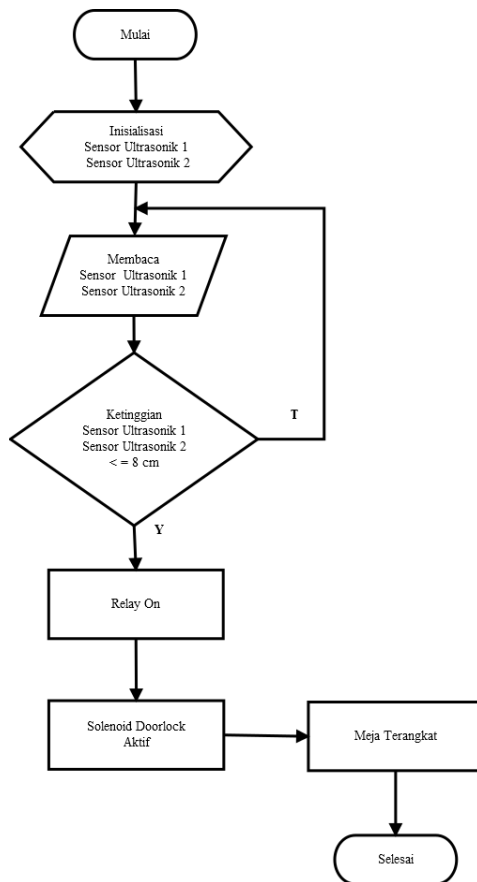 Mulai
Inisialisasi
Sensor Ultrasonik 1
Sensor Ultrasonik 2
Membaca
Sensor Ultrasonik 1
Sensor Ultrasonik 2
Ketinggian
Sensor Ultrasonik 1
Sensor Ultrasonik 2
< = 8 cm
T
Y
Relay On
Solenoid Doorlock
Aktif
Meja Terangkat
Selesai